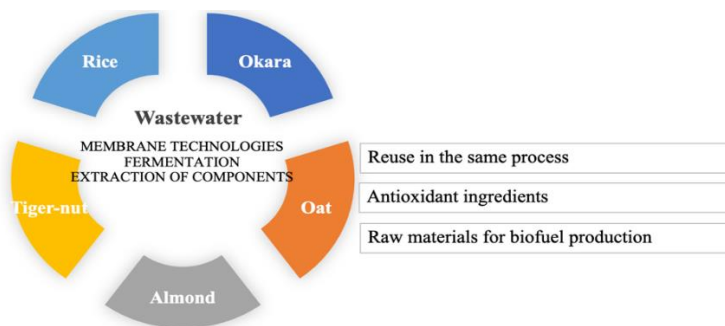 Rice
Okara
Wastewater
MEMBRANE TECHNOLOGIES
FERMENTATION
EXTRACTION OF COMPONENTS
Tiger-nut
Oat
Almond
Reuse in the same process
Antioxidant ingredients
Raw materials for biofuel production